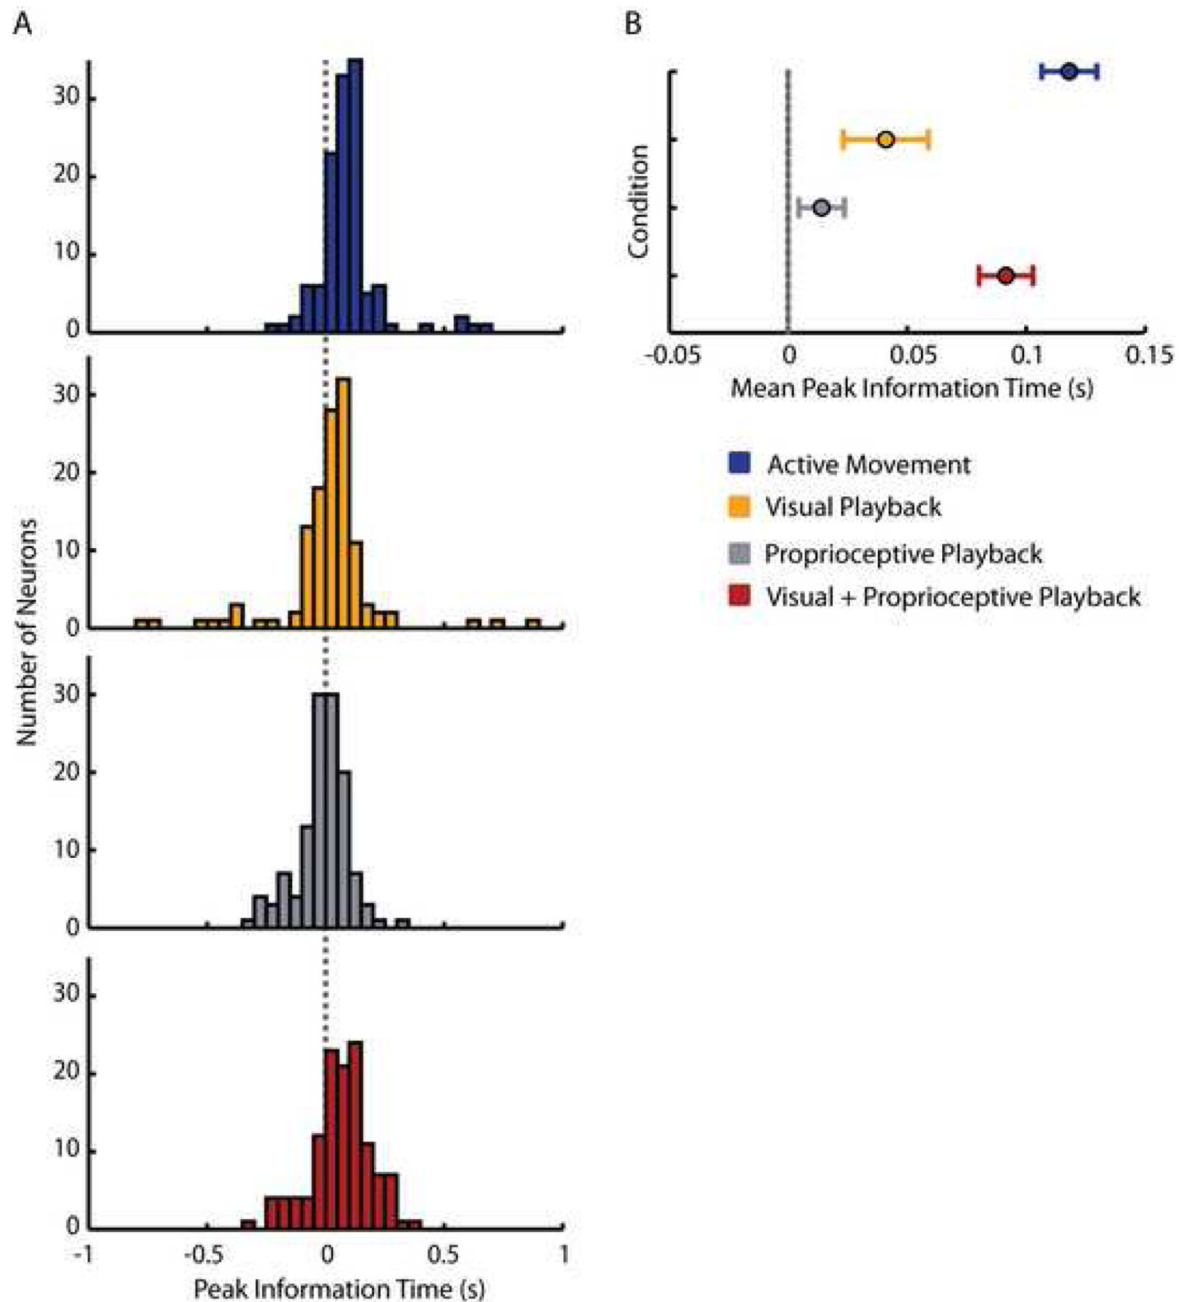 A
30
20
10
0
30
20
10
0
30
20
10
0
30
20
10
0
-1
-0.5
0
0.5
1
Number of Neurons
Peak Information Time (s)
B
Condition
-0.05
0
0.05
0.1
0.15
Mean Peak Information Time (s)
Active Movement
Visual Playback
Proprioceptive Playback
Visual + Proprioceptive Playback